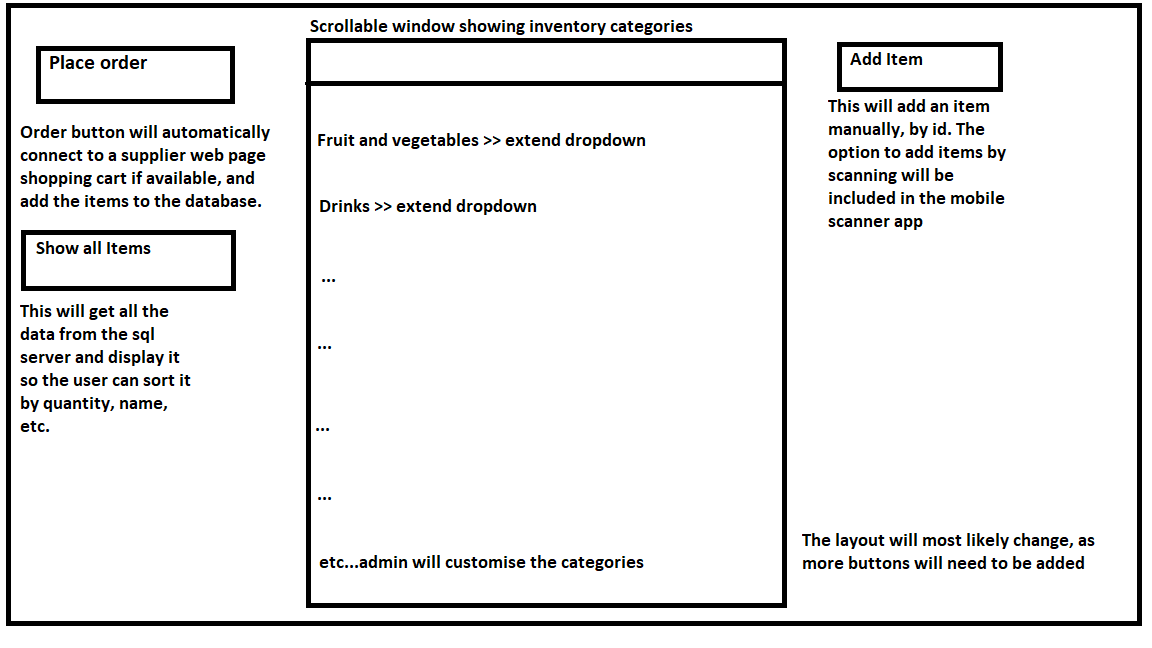 Scrollable window showing inventory categories
Place order
Order button will automatically
connect to a supplier web page
shopping cart if available, and
add the items to the database.
Show all Items
This will get all the
data from the sql
server and display it
so the user can sort it
by quantity, name,
etc.
Fruit and vegetables >> extend dropdown
Drinks >> extend dropdown
...
...
...
...
etc...admin will customise the categories
Add Item
This will add an item
manually, by id. The
option to add items by
scanning will be
included in the mobile
scanner app
The layout will most likely change, as
more buttons will need to be added